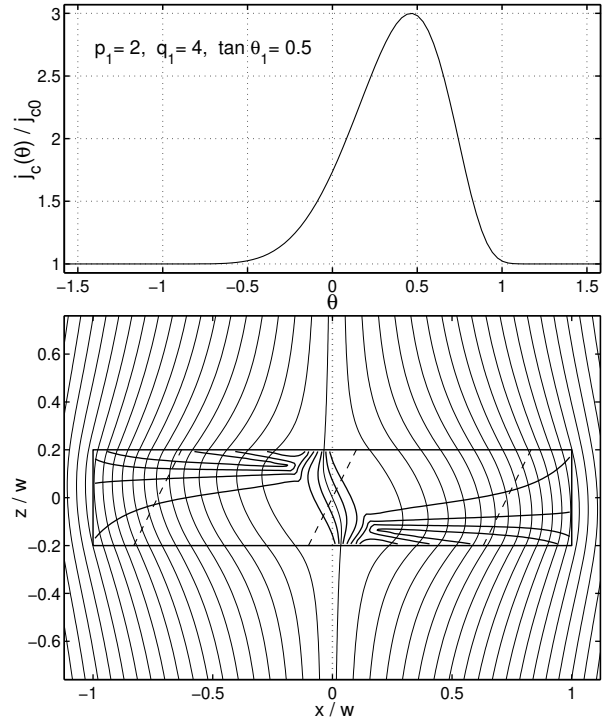 3
2.5
2
1.5
1
j_c(θ) / j_c0
p_1= 2, q_1= 4, tan θ_1= 0.5
−1.5 −1 −0.5 0 0.5 1 1.5
θ
0.6
0.4
0.2
0
−0.2
−0.4
−0.6
z / w
−1 −0.5 0 0.5 1
x / w